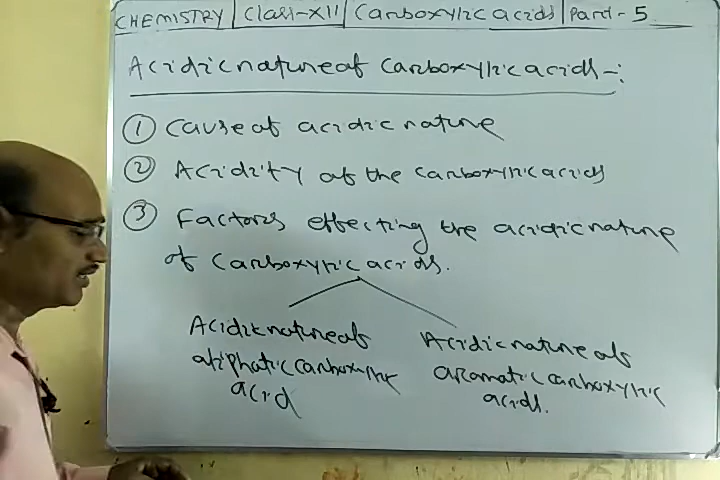 CHEMISTRY | Class-XII | Carboxylic acids | Part-5
Acidic nature of carboxylic acids-:
① Cause of acidic nature
② Acidity of the carboxylic acids
③ Factors effecting the acidic nature
of carboxylic acids.
Acidic nature of
aliphatic carboxylic
acid
Acidic nature of
aromatic carboxylic
acids.